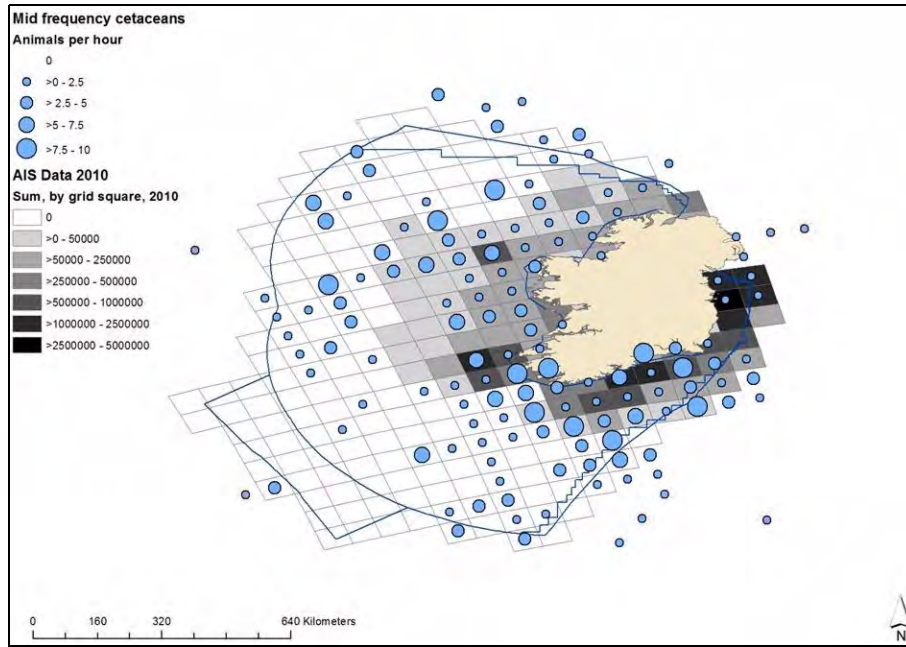 Mid frequency cetaceans
Animals per hour
0
>0 - 2.5
> 2.5 - 5
>5 - 7.5
>7.5 - 10
AIS Data 2010
Sum, by grid square, 2010
0
>0 - 50000
>50000 - 250000
>250000 - 500000
>500000 - 1000000
>1000000 - 2500000
>2500000 - 5000000
0 160 320 640 Kilometers
N